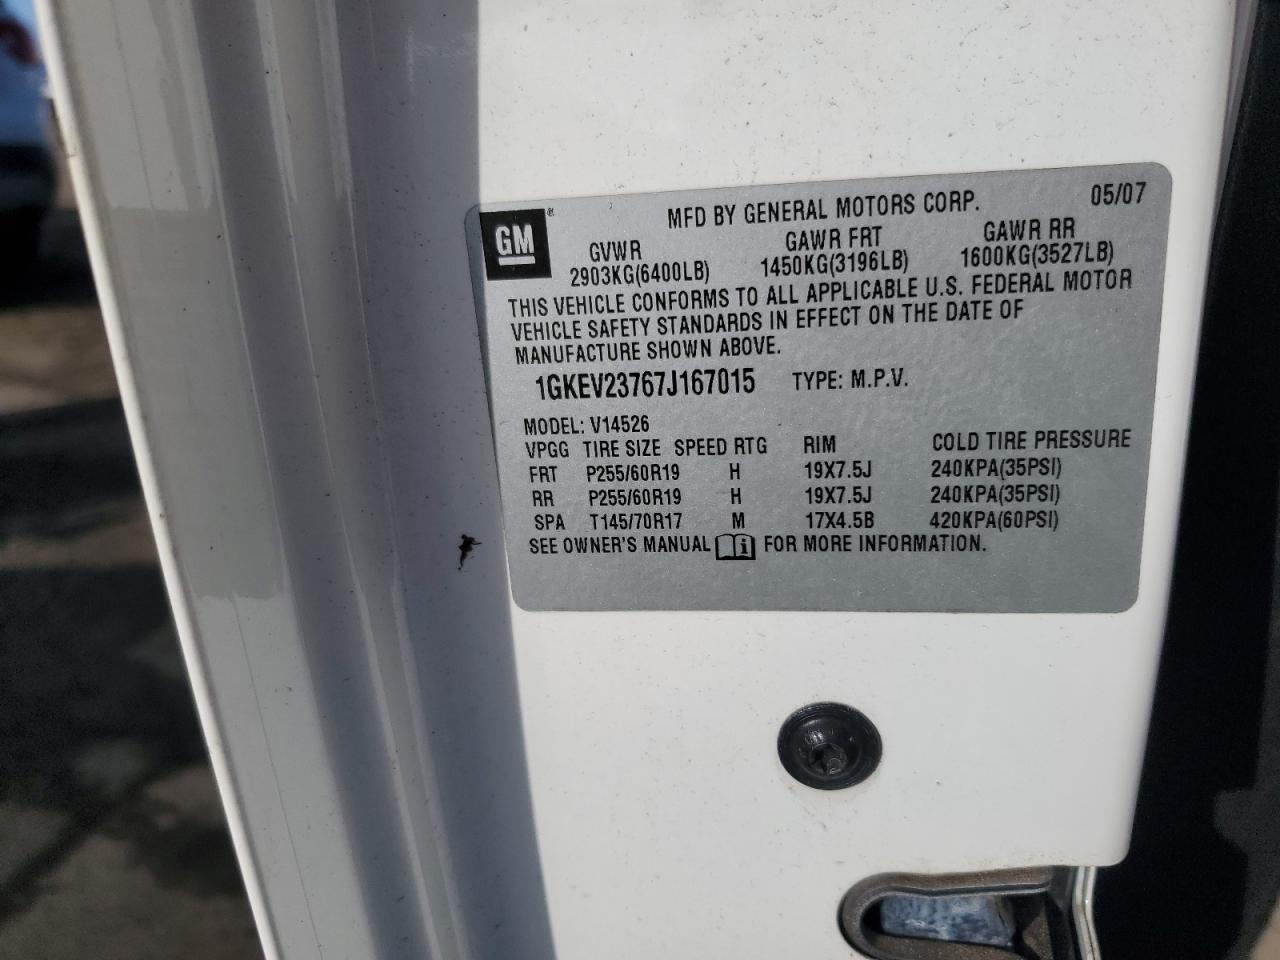 MFD BY GENERAL MOTORS CORP. 05/07
GM®
GVWR GAWR FRT GAWR RR
2903KG(6400LB) 1450KG(3196LB) 1600KG(3527LB)
THIS VEHICLE CONFORMS TO ALL APPLICABLE U.S. FEDERAL MOTOR
VEHICLE SAFETY STANDARDS IN EFFECT ON THE DATE OF
MANUFACTURE SHOWN ABOVE.
1GKEV23767J167015 TYPE: M.P.V.
MODEL: V14526
VPGG TIRE SIZE SPEED RTG RIM COLD TIRE PRESSURE
FRT P255/60R19 H 19X7.5J 240KPA(35PSI)
RR P255/60R19 H 19X7.5J 240KPA(35PSI)
SPA T145/70R17 M 17X4.5B 420KPA(60PSI)
SEE OWNER'S MANUAL i FOR MORE INFORMATION.